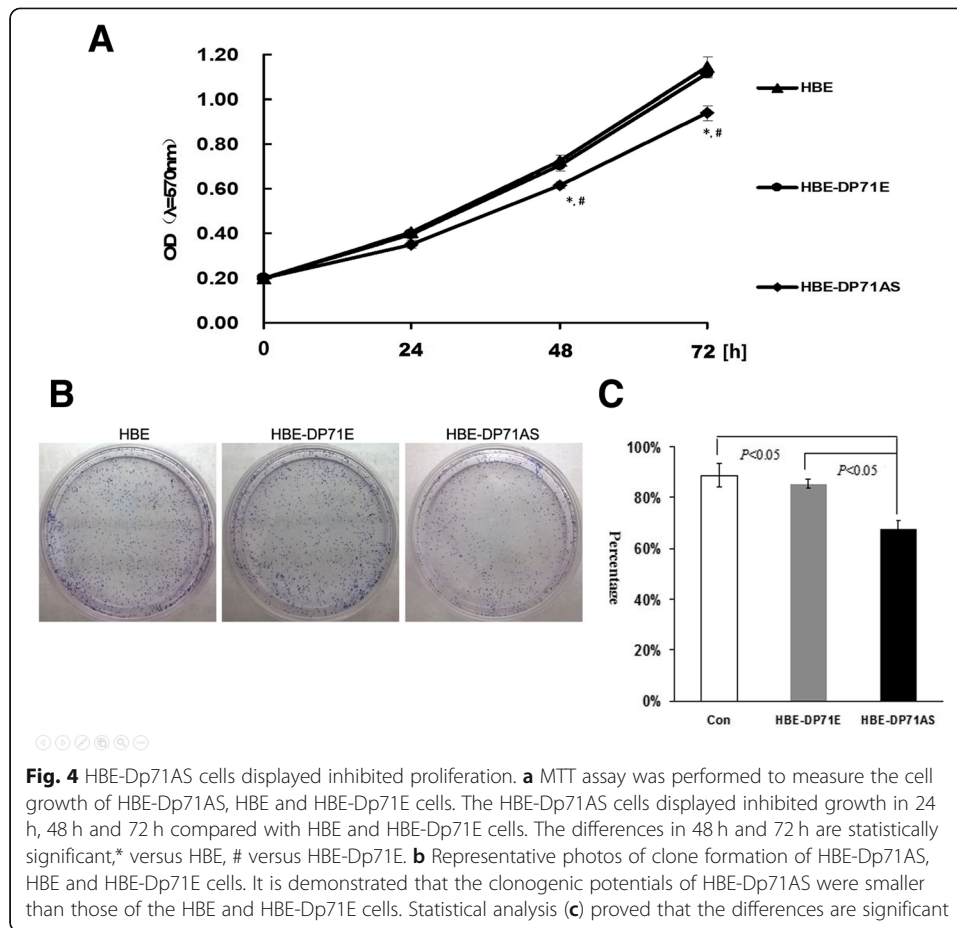 A
1.20
1.00
0.80
0.60
0.40
0.20
0.00
OD (λ=570nm)
0 24 48 72 [h]
*, #
*, #
HBE
HBE-DP71E
HBE-DP71AS
B
HBE HBE-DP71E HBE-DP71AS
C
100%
80%
60%
40%
20%
0%
Percentage
P<0.05
P<0.05
Con HBE-DP71E HBE-DP71AS
Fig. 4 HBE-Dp71AS cells displayed inhibited proliferation. a MTT assay was performed to measure the cell
growth of HBE-Dp71AS, HBE and HBE-Dp71E cells. The HBE-Dp71AS cells displayed inhibited growth in 24
h, 48 h and 72 h compared with HBE and HBE-Dp71E cells. The differences in 48 h and 72 h are statistically
significant,* versus HBE, # versus HBE-Dp71E. b Representative photos of clone formation of HBE-Dp71AS,
HBE and HBE-Dp71E cells. It is demonstrated that the clonogenic potentials of HBE-Dp71AS were smaller
than those of the HBE and HBE-Dp71E cells. Statistical analysis (c) proved that the differences are significant